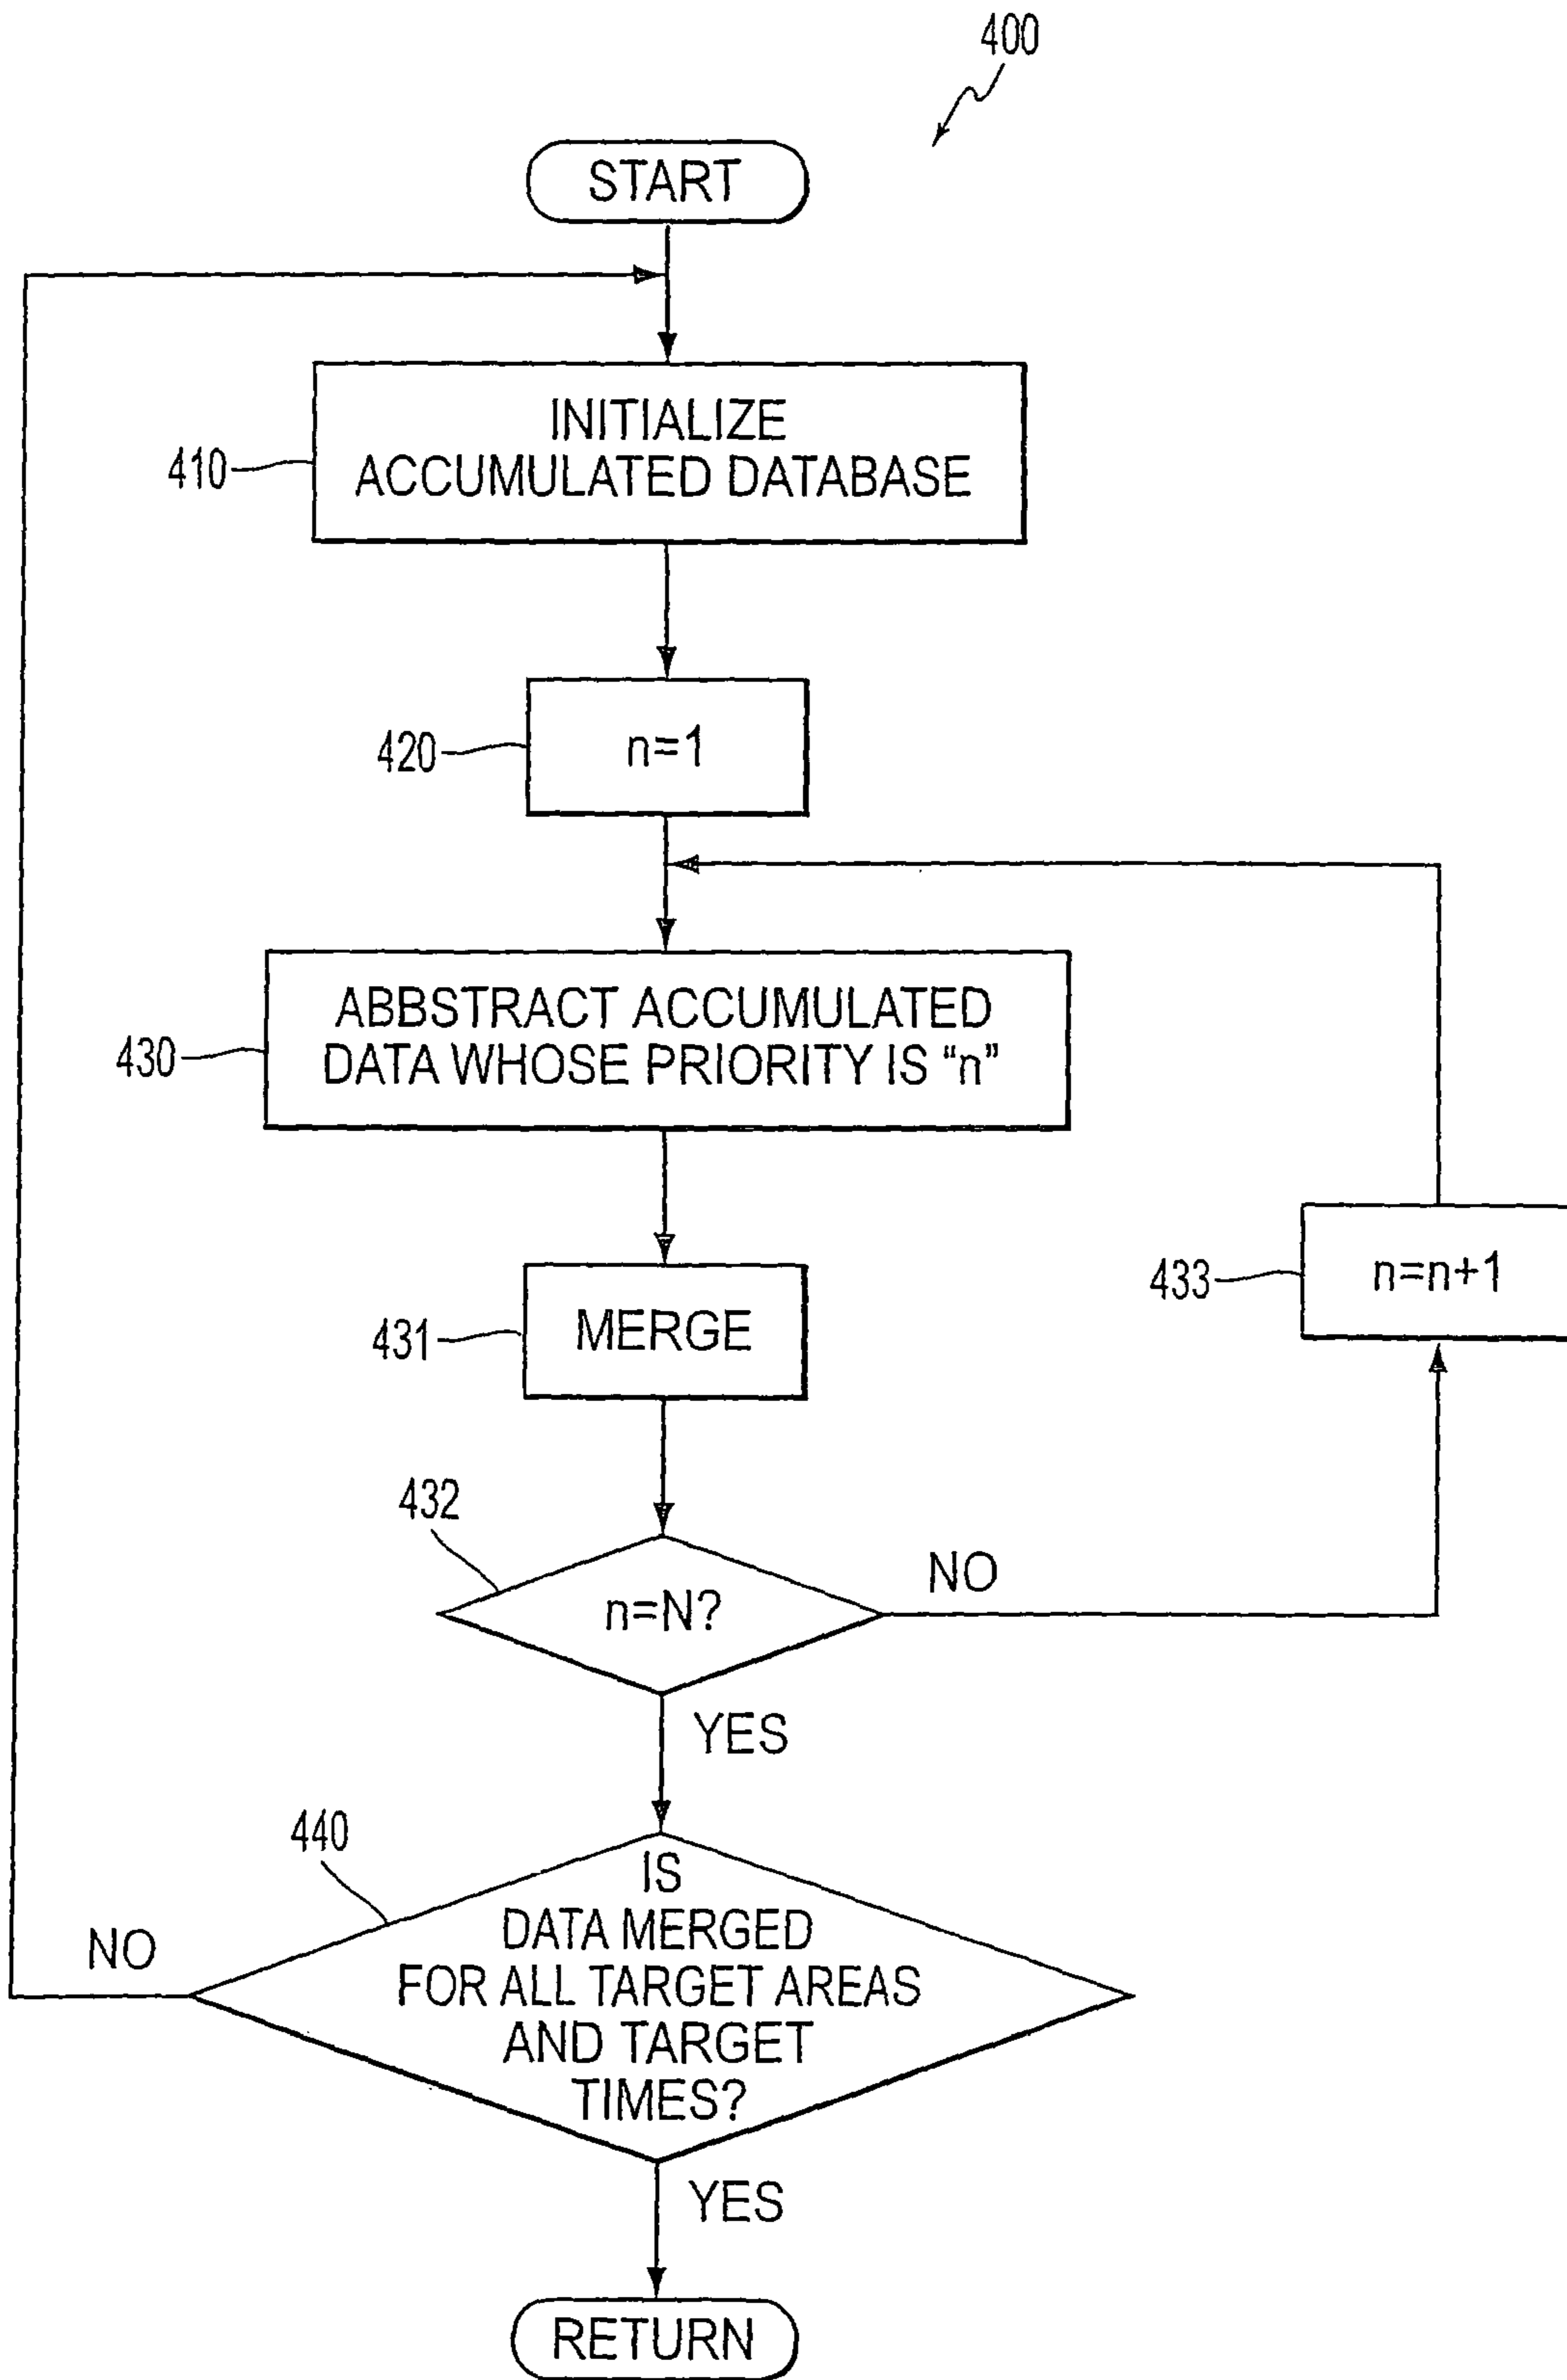 400
START
INITIALIZE
ACCUMULATED DATABASE
410
n=1
420
ABBSTRACT ACCUMULATED
DATA WHOSE PRIORITY IS “n”
430
MERGE
431
n=n+1
433
432
n=N?
NO
YES
440
IS
DATA MERGED
FOR ALL TARGET AREAS
AND TARGET
TIMES?
NO
YES
RETURN